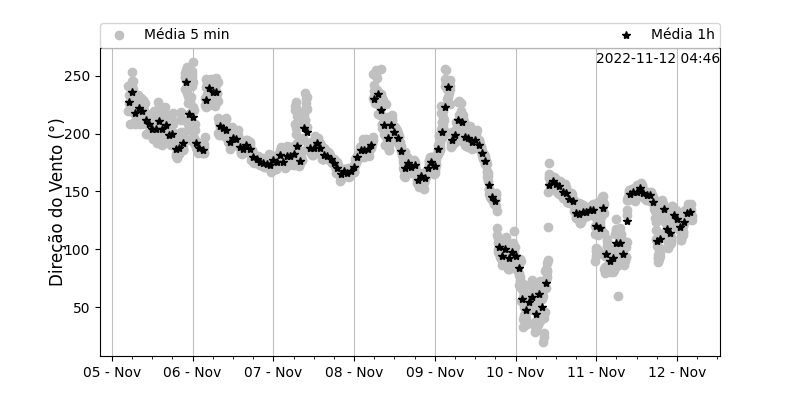 Média 5 min
Média 1h
2022-11-12 04:46
250
200
150
100
50
Direção do Vento (°)
05 - Nov
06 - Nov
07 - Nov
08 - Nov
09 - Nov
10 - Nov
11 - Nov
12 - Nov